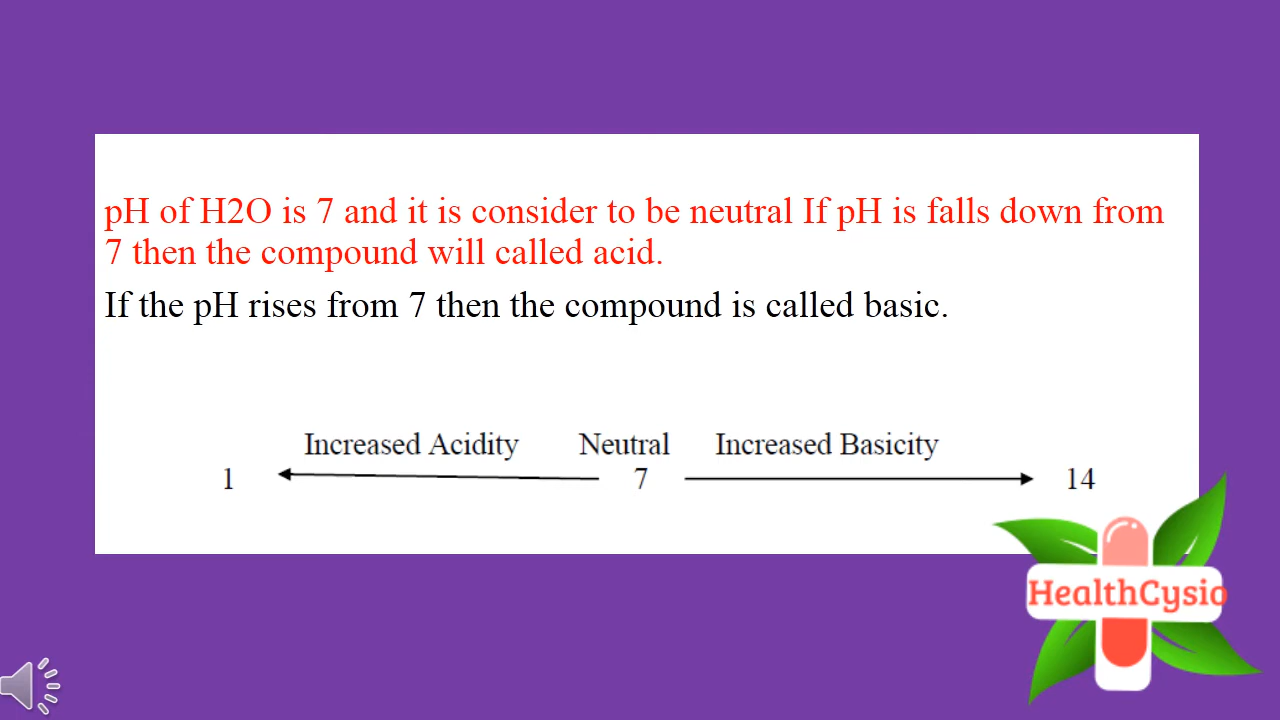 pH of H2O is 7 and it is consider to be neutral If pH is falls down from
7 then the compound will called acid.
If the pH rises from 7 then the compound is called basic.
Increased Acidity Neutral Increased Basicity
1 7 14
HealthCysio